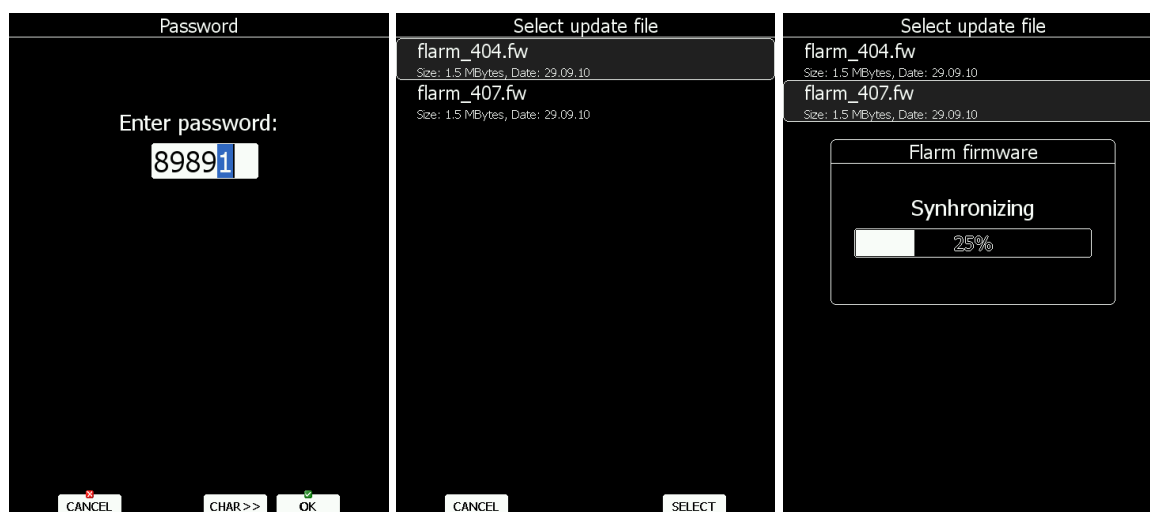 Password
Enter password:
89891
CANCEL
CHAR>>
OK
Select update file
flarm_404.fw
Size: 1.5 MBytes, Date: 29.09.10
flarm_407.fw
Size: 1.5 MBytes, Date: 29.09.10
CANCEL
SELECT
Select update file
flarm_404.fw
Size: 1.5 MBytes, Date: 29.09.10
flarm_407.fw
Size: 1.5 MBytes, Date: 29.09.10
Flarm firmware
Synhronizing
25%